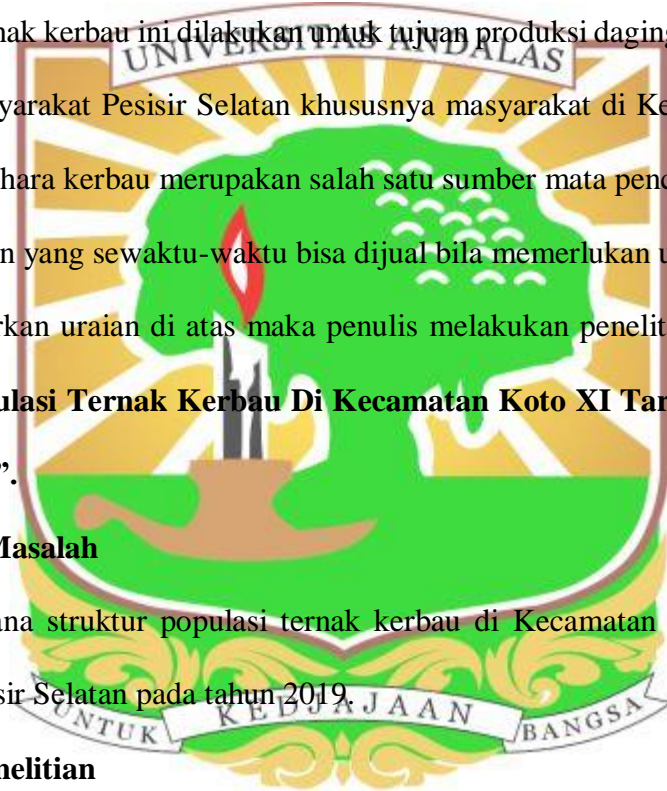 nak kerbau ini dilakukan untuk tujuan produksi daging
UNIVERSITAS ANDALAS
yarakat Pesisir Selatan khususnya masyarakat di Ke
hara kerbau merupakan salah satu sumber mata penc
n yang sewaktu-waktu bisa dijual bila memerlukan u
rkan uraian di atas maka penulis melakukan penelit
ulasi Ternak Kerbau Di Kecamatan Koto XI Tar
”.
Masalah
ana struktur populasi ternak kerbau di Kecamatan
sir Selatan pada tahun 2019.
UNTUK KEDJAJAAN BANGSA
nelitian